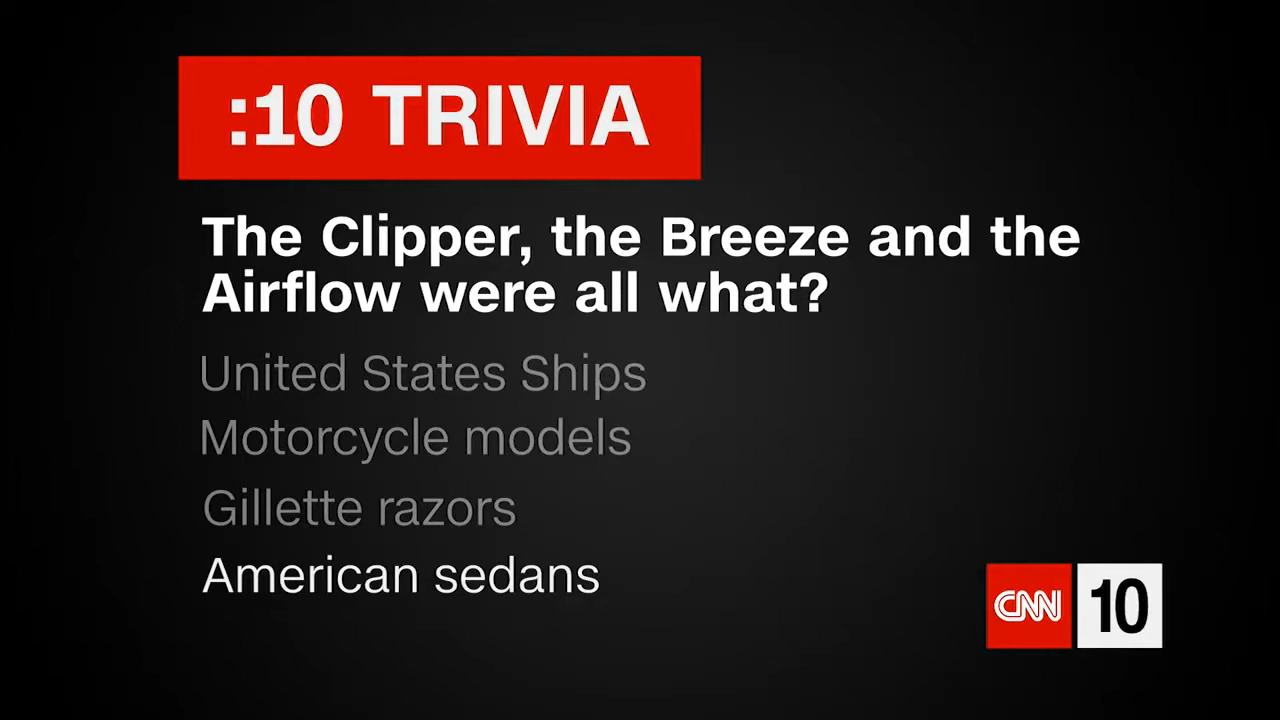 :10 TRIVIA
The Clipper, the Breeze and the
Airflow were all what?
United States Ships
Motorcycle models
Gillette razors
American sedans
CNN 10